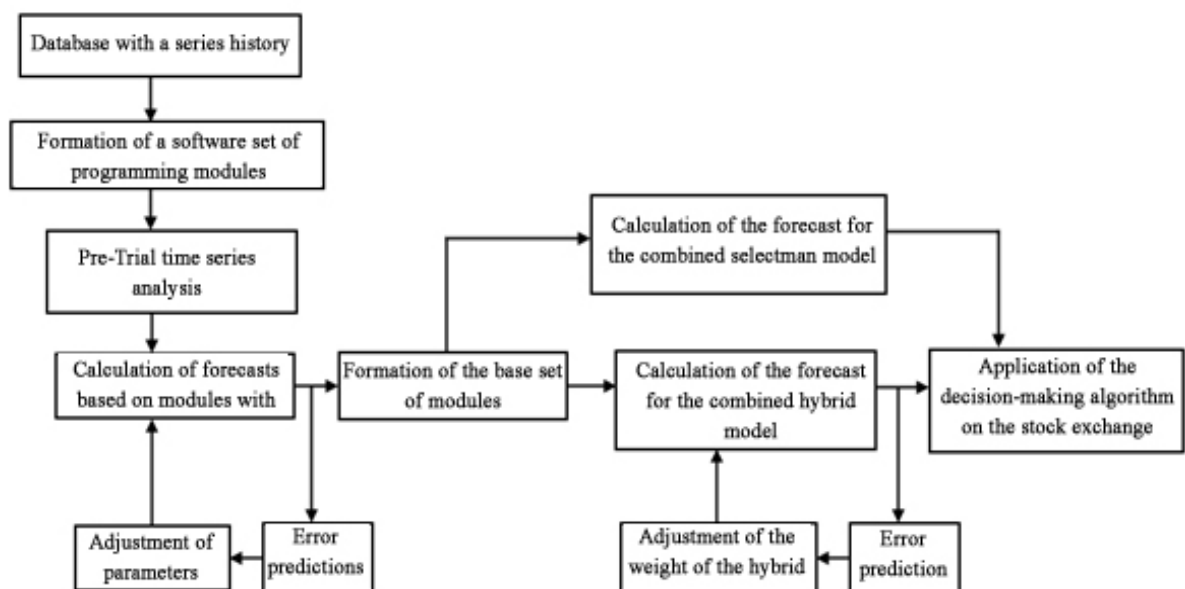 Database with a series history
Formation of a software set of
programming modules
Pre-Trial time series
analysis
Calculation of forecasts
based on modules with
Adjustment of
parameters
Error
predictions
Formation of the base set
of modules
Calculation of the forecast for
the combined selectman model
Calculation of the forecast
for the combined hybrid
model
Adjustment of the
weight of the hybrid
Error
prediction
Application of the
decision-making algorithm
on the stock exchange